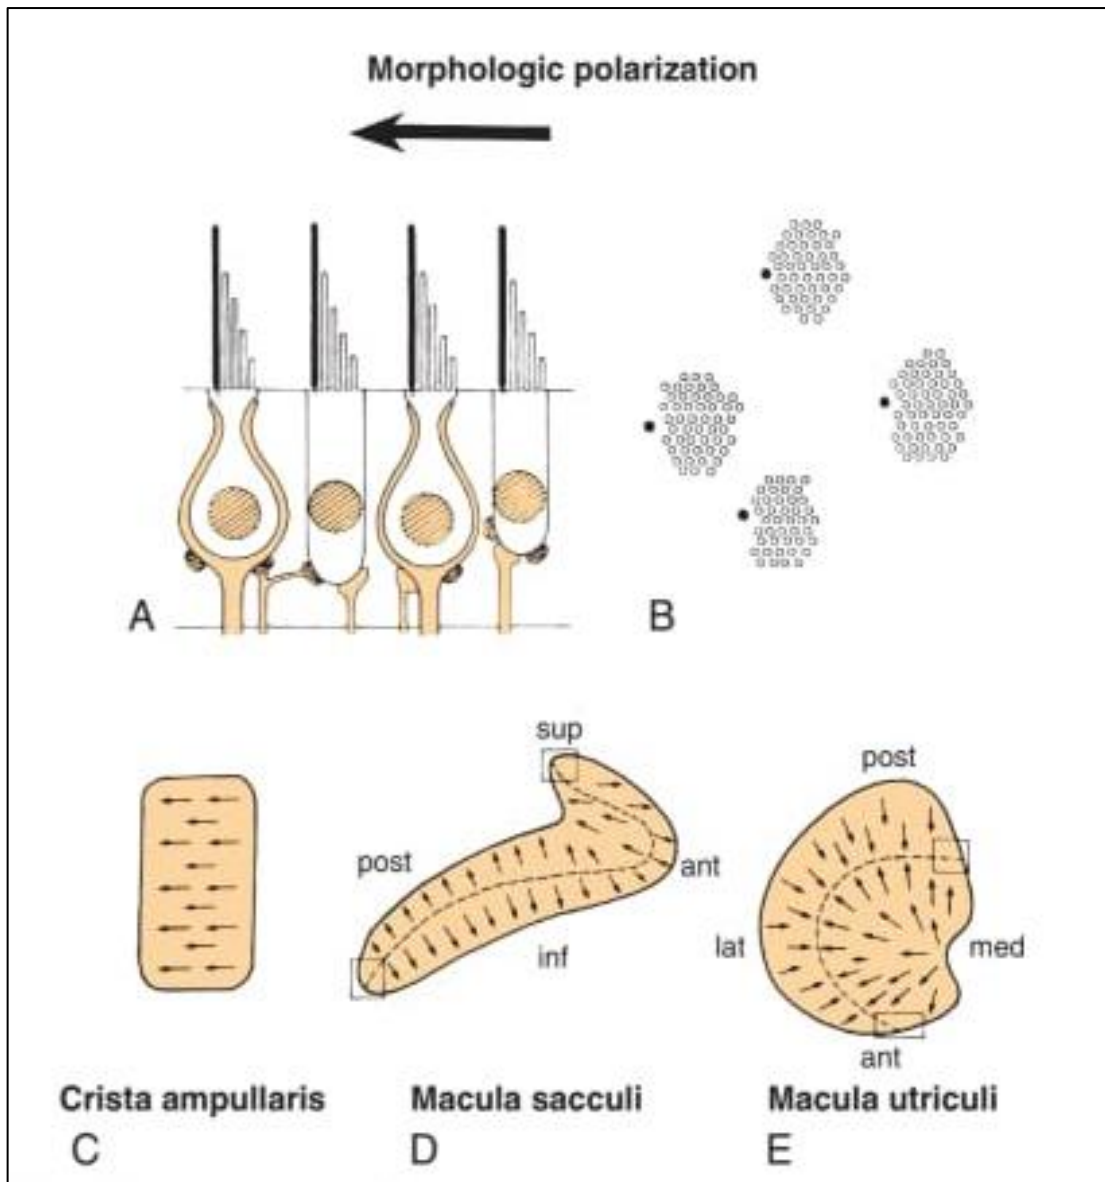 Morphologic polarization
A
B
sup
post
ant
inf
post
lat
med
ant
Crista ampullaris
Macula sacculi
Macula utriculi
C
D
E